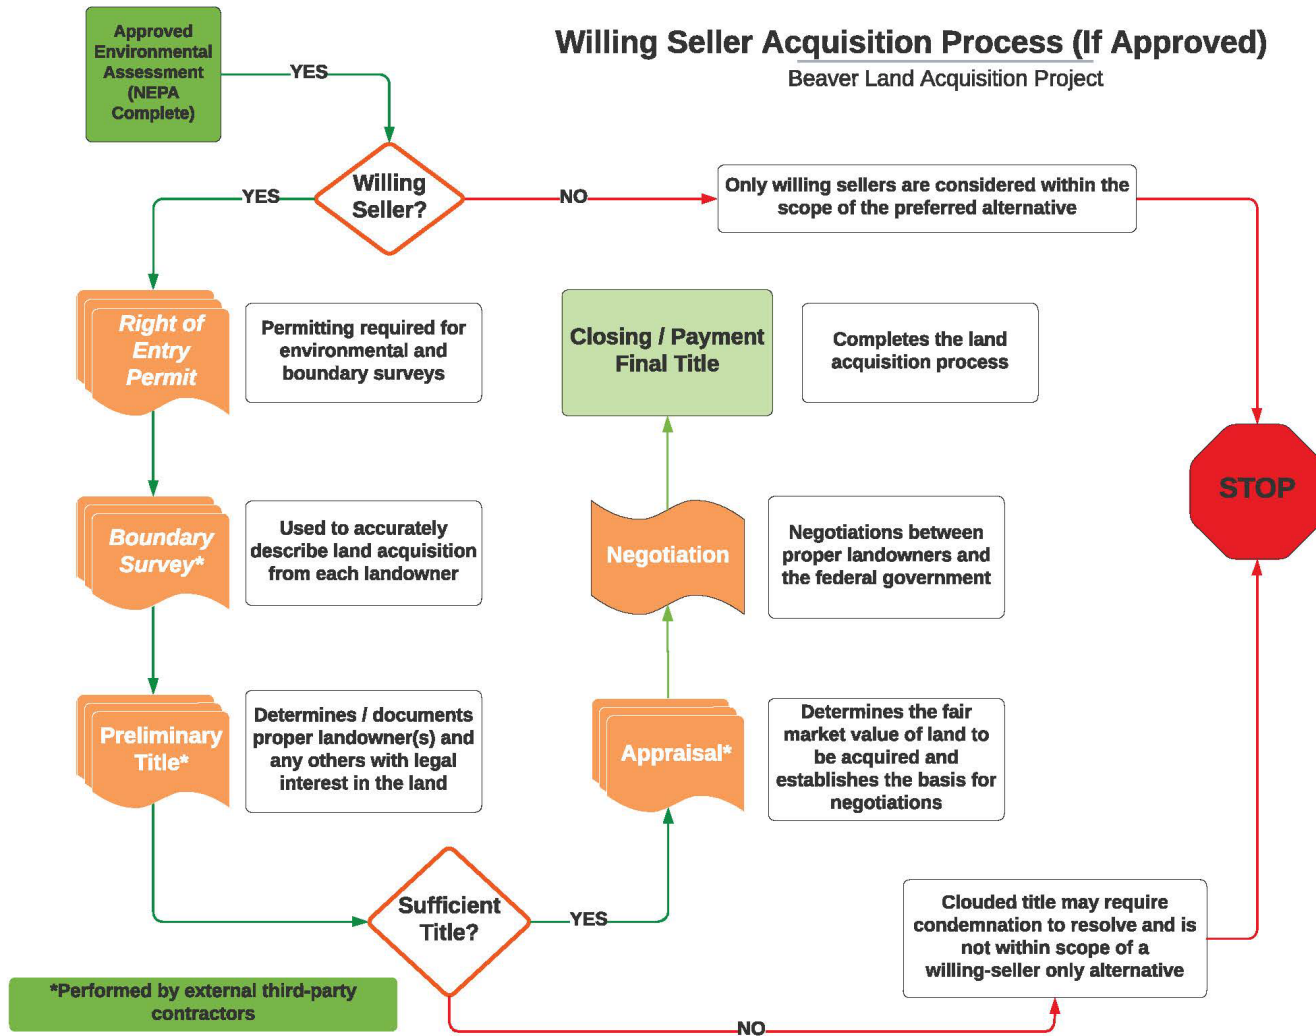 Willing Seller Acquisition Process (If Approved)
Beaver Land Acquisition Project
Approved
Environmental
Assessment
(NEPA
Complete)
YES
Willing
Seller?
YES
NO
Only willing sellers are considered within the
scope of the preferred alternative
Right of
Entry
Permit
Permitting required for
environmental and
boundary surveys
Closing / Payment
Final Title
Completes the land
acquisition process
STOP
Boundary
Survey*
Used to accurately
describe land acquisition
from each landowner
Negotiation
Negotiations between
proper landowners and
the federal government
Preliminary
Title*
Determines / documents
proper landowner(s) and
any others with legal
interest in the land
Appraisal*
Determines the fair
market value of land to
be acquired and
establishes the basis for
negotiations
Sufficient
Title?
YES
Clouded title may require
condemnation to resolve and is
not within scope of a
willing-seller only alternative
*Performed by external third-party
contractors
NO